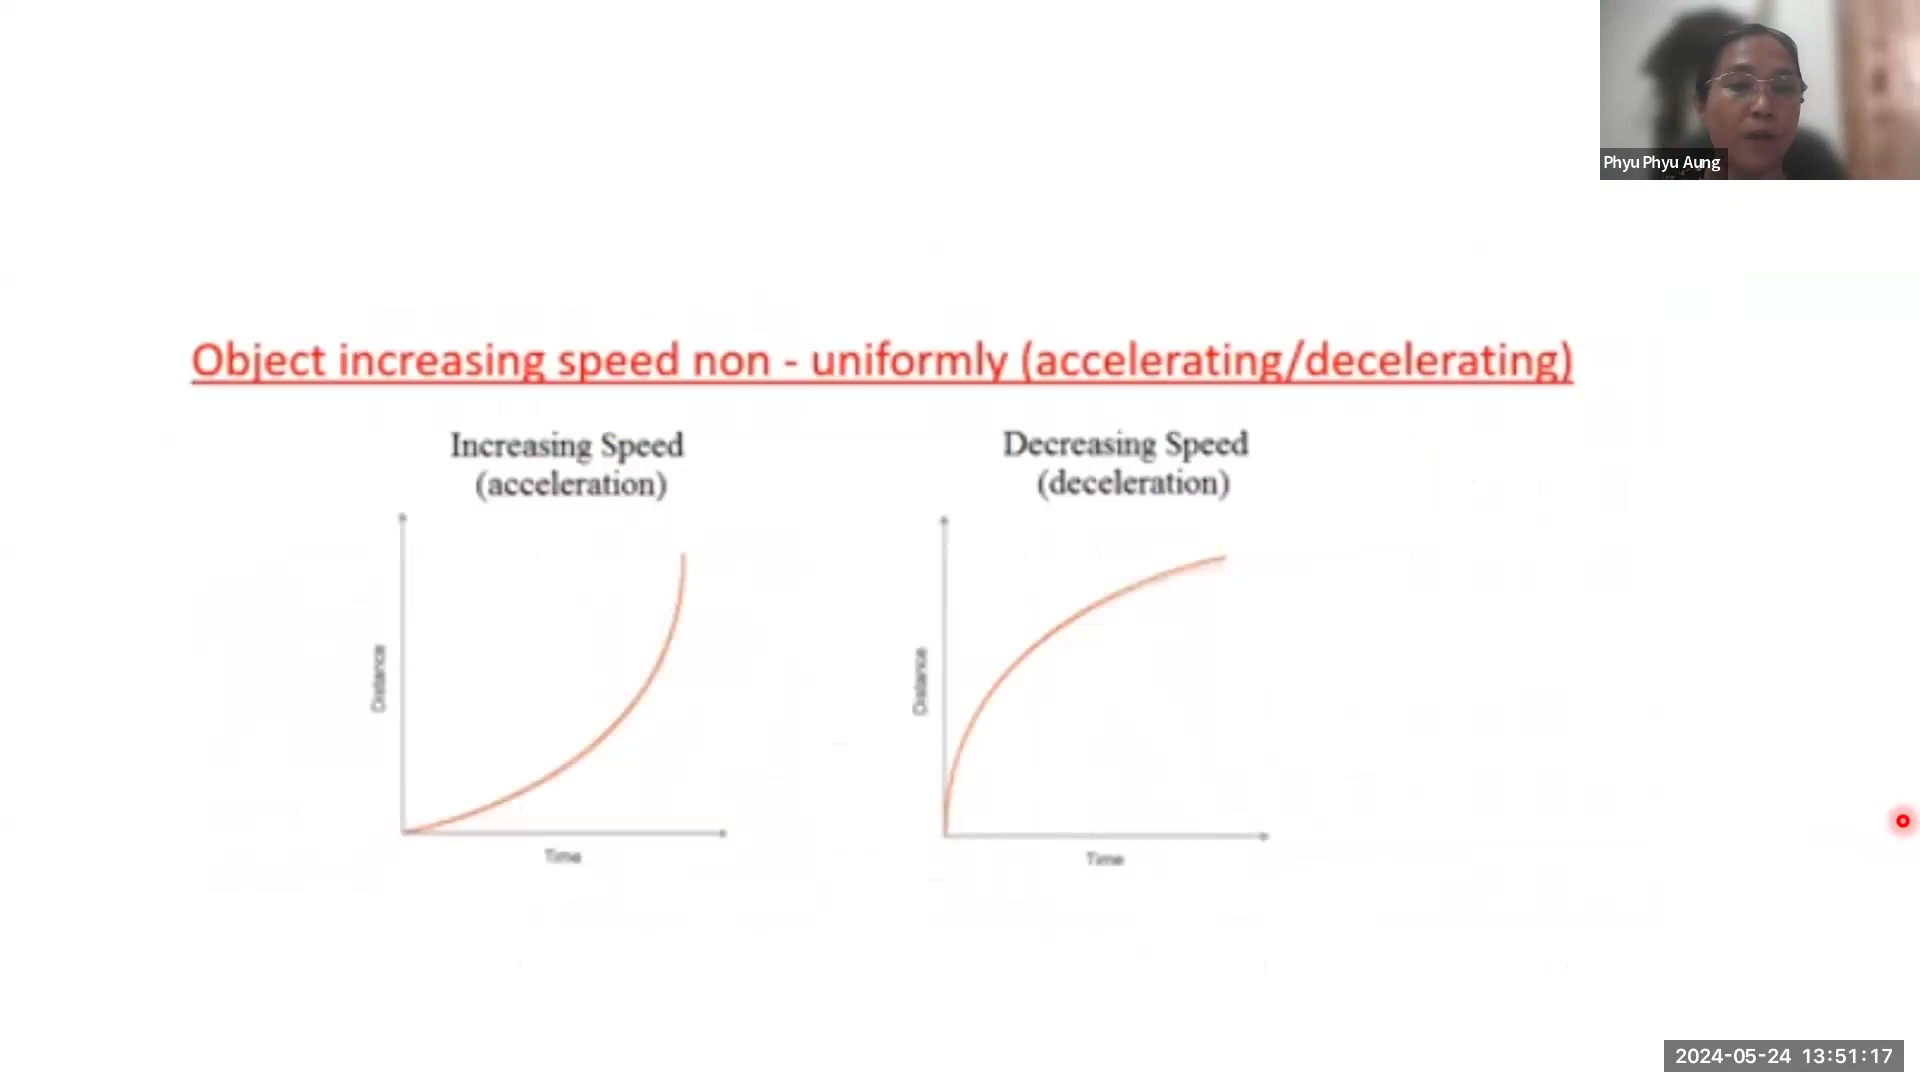 Phyu Phyu Aung
Object increasing speed non - uniformly (accelerating/decelerating)
Increasing Speed
(acceleration)
Decreasing Speed
(deceleration)
Distance
Time
Distance
Time
2024-05-24 13:51:17